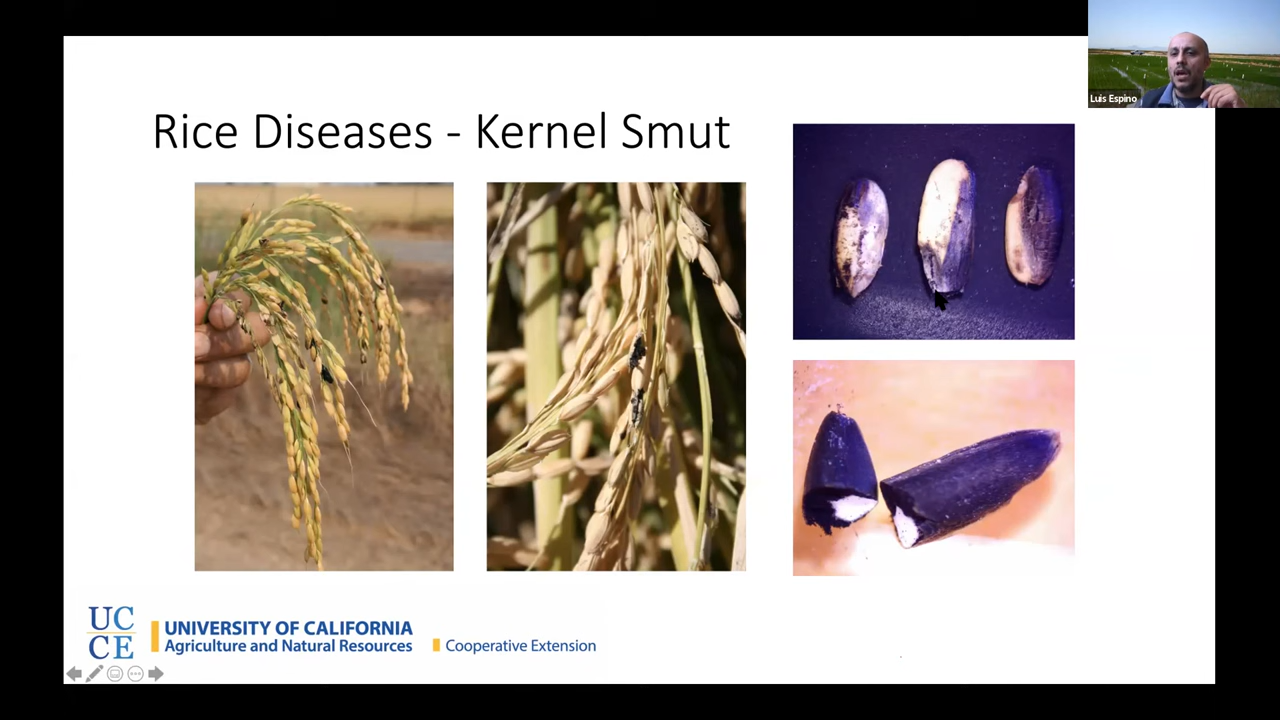 Luis Espino
Rice Diseases - Kernel Smut
UC
CE
UNIVERSITY OF CALIFORNIA
Agriculture and Natural Resources
Cooperative Extension